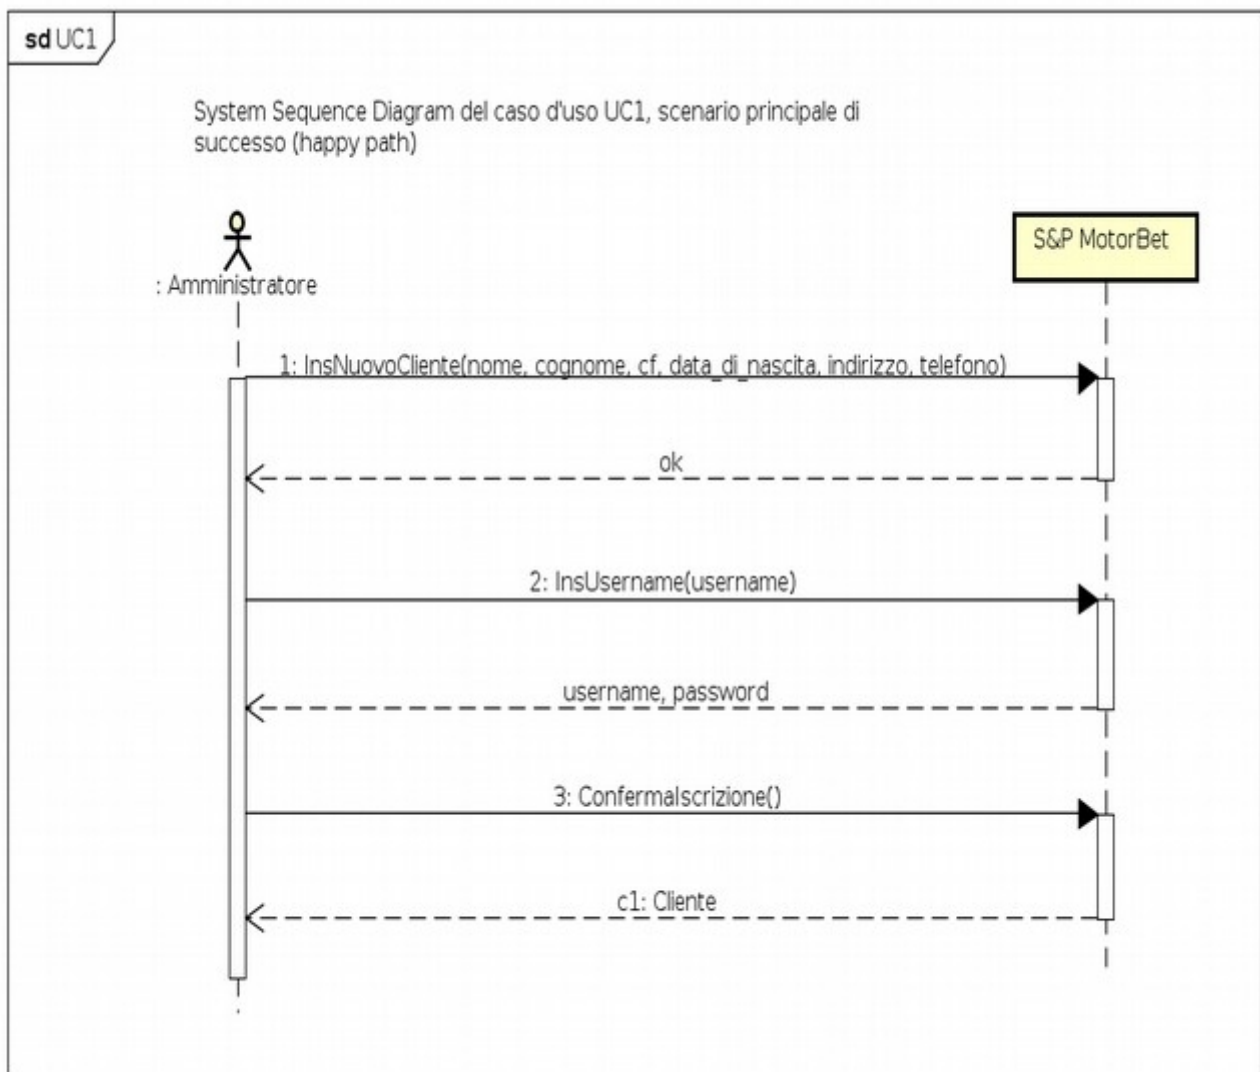 sd UC1
System Sequence Diagram del caso d'uso UC1, scenario principale di
successo (happy path)
S&P MotorBet
: Amministratore
1: InsNuovoCliente(nome, cognome, cf, data_di_nascita, indirizzo, telefono)
ok
2: InsUsername(username)
username, password
3: ConfermaIscrizione()
c1: Cliente